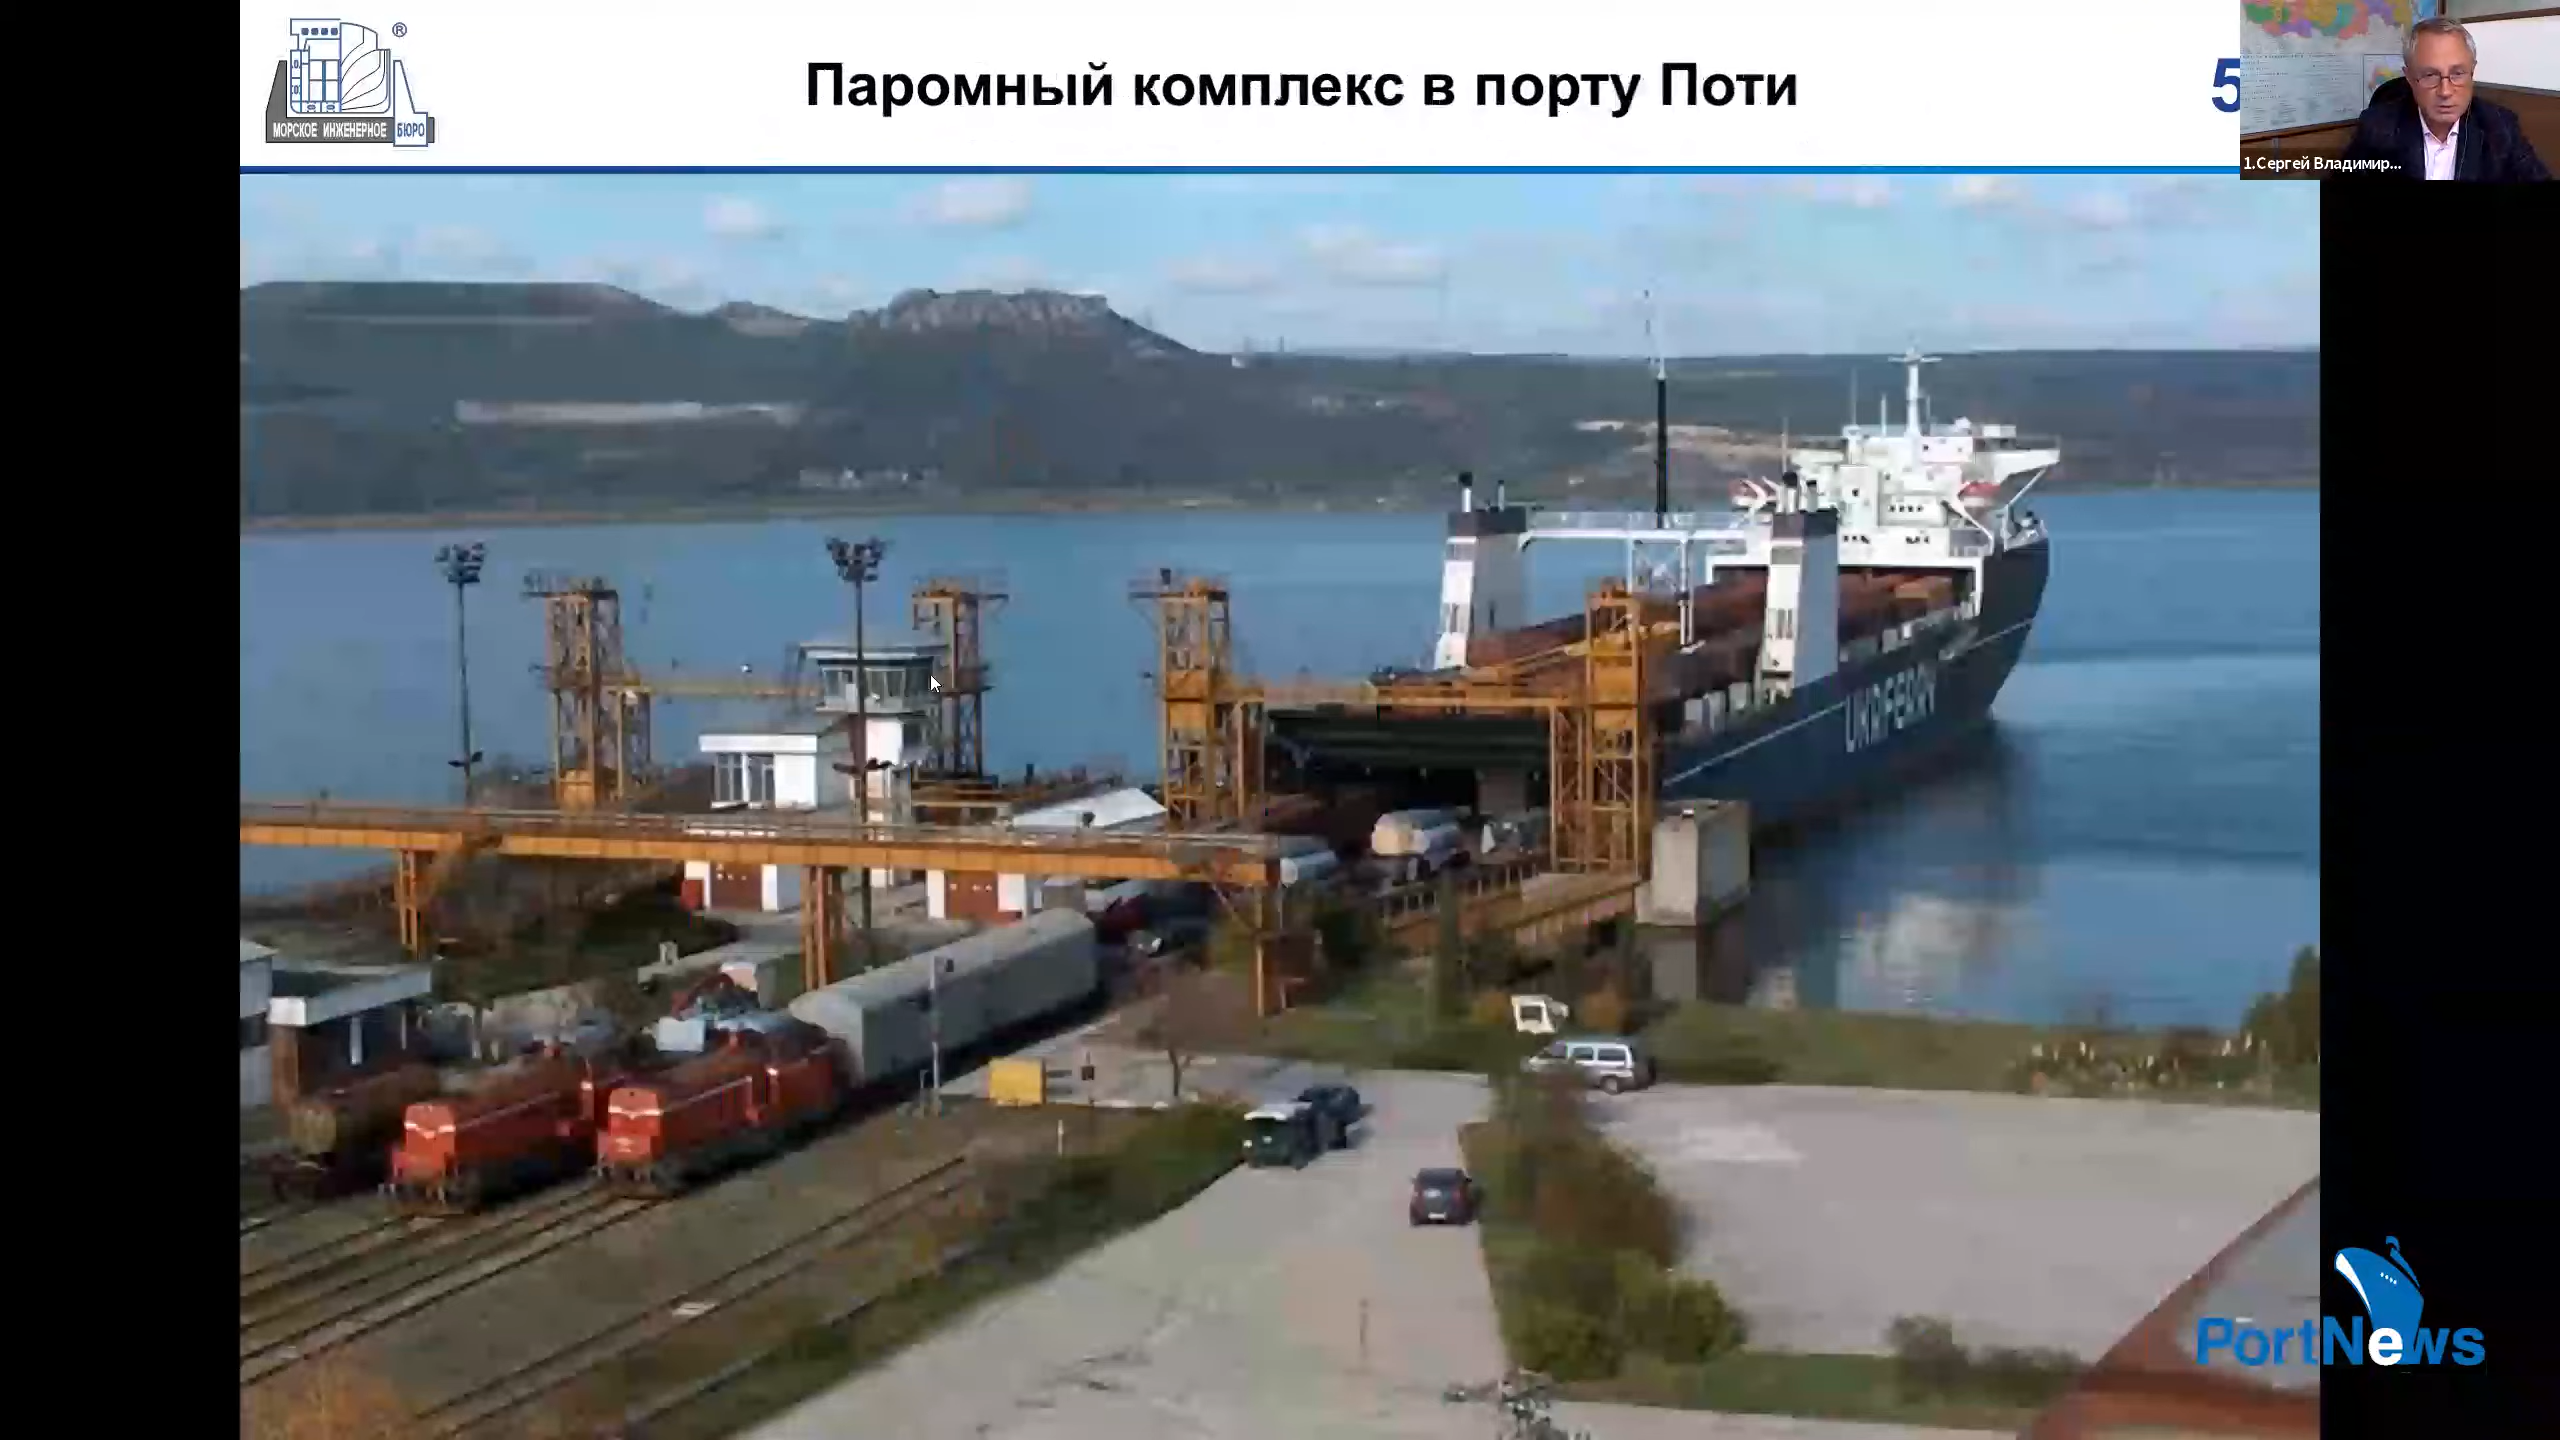 ®
МОРСКОЕ ИНЖЕНЕРНОЕ БЮРО
Паромный комплекс в порту Поти
5
1.Сергей Владимир...
UKRFERRY
PortNews